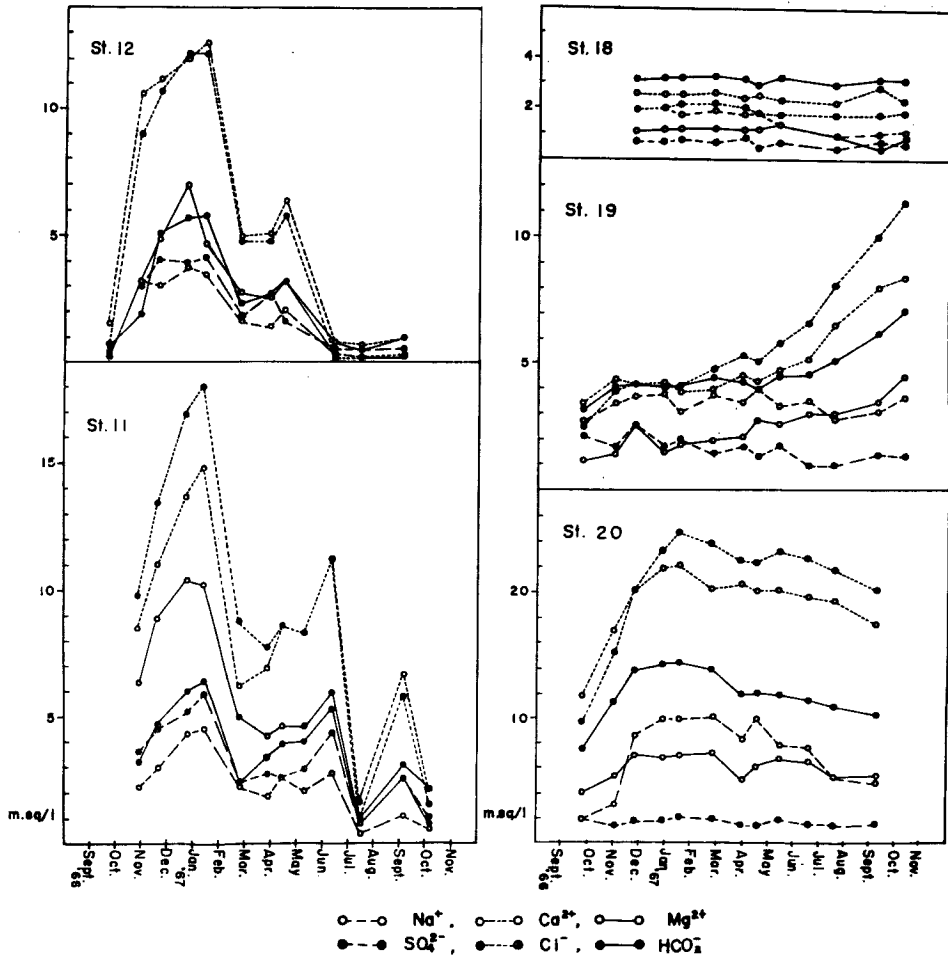 St. 12
10
5
St. 11
15
10
5
m.sq/l
Sept. '66
Oct.
Nov.
Dec.
Jan. '67
Feb.
Mar.
Apr.
May.
Jun.
Jul.
Aug.
Sept.
Oct.
Nov.
St. 18
4
2
St. 19
10
5
St. 20
20
10
Sept. '66
Oct.
Nov.
Dec.
Jan. '67
Feb.
Mar.
Apr.
May.
Jun.
Jul.
Aug.
Sept.
Oct.
Nov.
Na⁺, Ca²⁺, Mg²⁺
SO₄²⁻, Cl⁻, HCO₃⁻